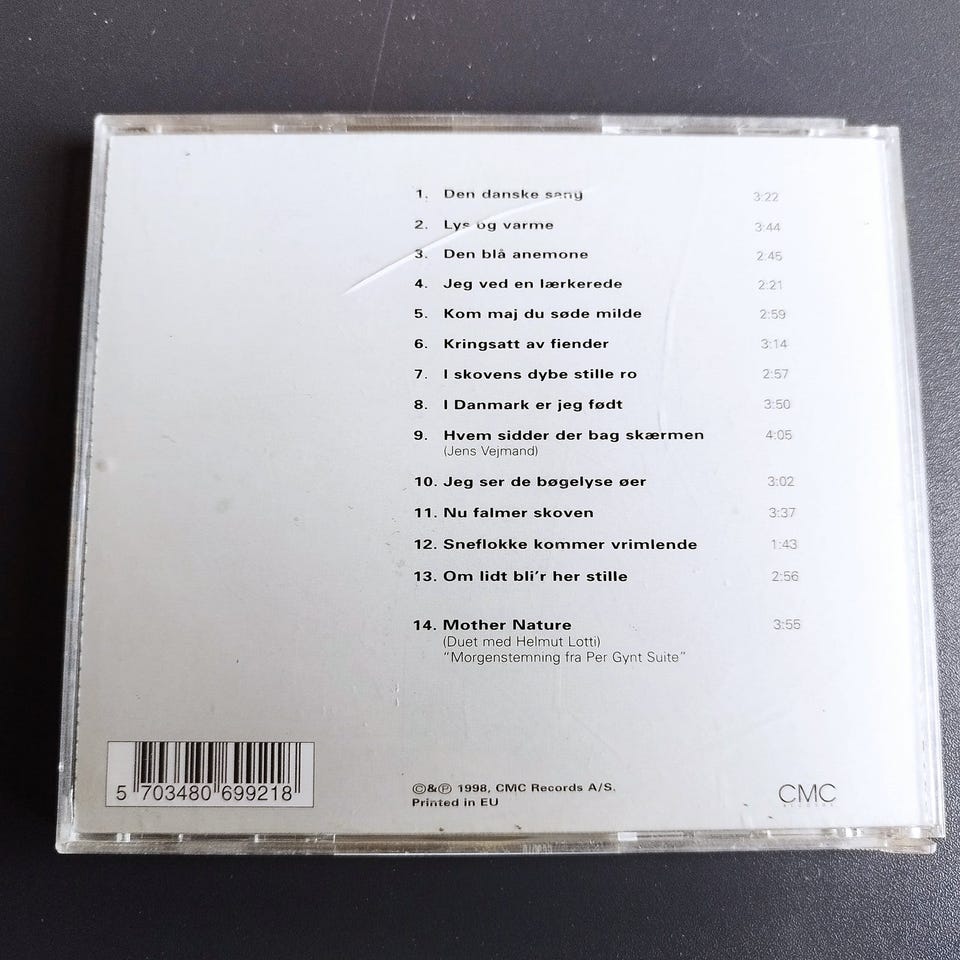 1. Den danske sang 3:22
2. Lys og varme 3:44
3. Den blå anemone 2:45
4. Jeg ved en lærkerede 2:21
5. Kom maj du søde milde 2:59
6. Kringsatt av fiender 3:14
7. I skovens dybe stille ro 2:57
8. I Danmark er jeg født 3:50
9. Hvem sidder der bag skærmen 4:05
(Jens Vejmand)
10. Jeg ser de bøgelyse øer 3:02
11. Nu falmer skoven 3:37
12. Sneflokke kommer vrimlende 1:43
13. Om lidt bli'r her stille 2:56
14. Mother Nature 3:55
(Duet med Helmut Lotti)
"Morgenstemning fra Per Gynt Suite"
5 703480 699218
©&℗ 1998, CMC Records A/S.
Printed in EU
CMC
RECORDS